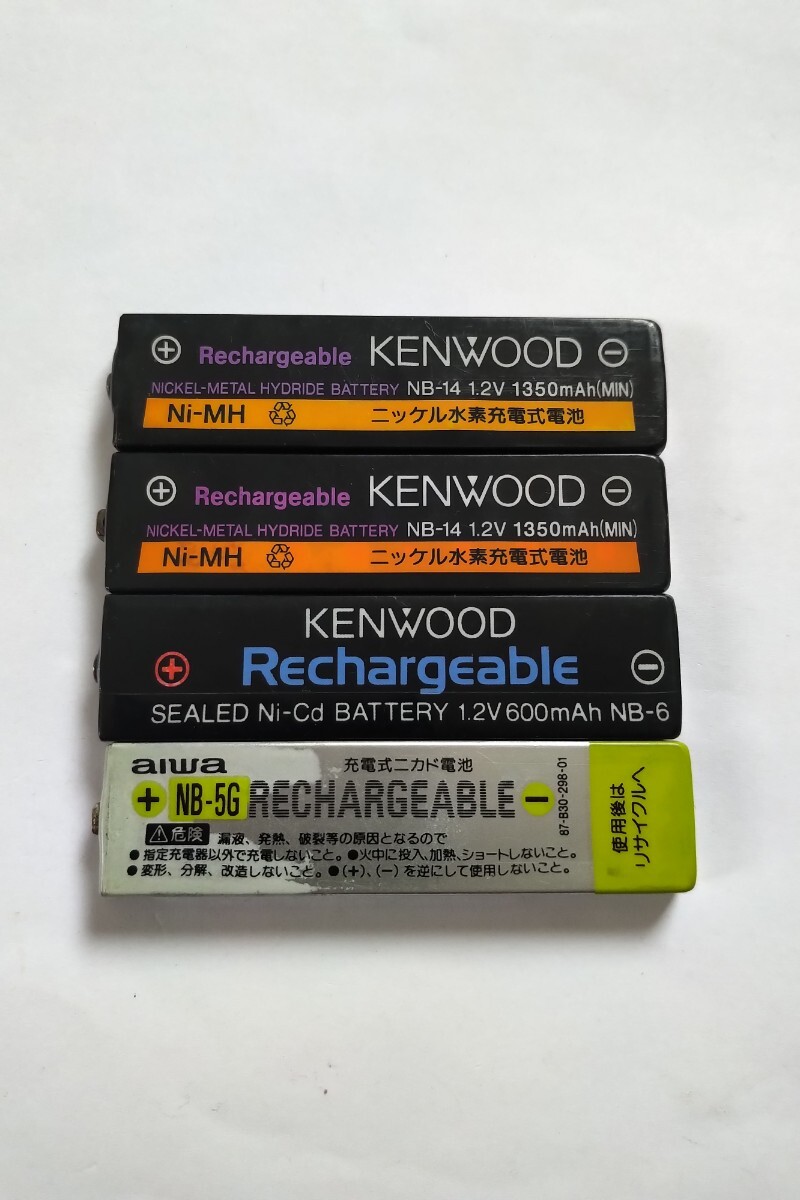 ⊕ Rechargeable KENWOOD ⊖
NICKEL-METAL HYDRIDE BATTERY NB-14 1.2V 1350mAh(MIN)
Ni-MH ニッケル水素充電式電池
⊕ Rechargeable KENWOOD ⊖
NICKEL-METAL HYDRIDE BATTERY NB-14 1.2V 1350mAh(MIN)
Ni-MH ニッケル水素充電式電池
KENWOOD
⊕ Rechargeable ⊖
SEALED Ni-Cd BATTERY 1.2V 600mAh NB-6
aiwa 充電式ニカド電池
+ NB-5G RECHARGEABLE −
⚠危険 漏液、発熱、破裂等の原因となるので
●指定充電器以外で充電しないこと。●火中に投入、加熱、ショートしないこと。
●変形、分解、改造しないこと。●(+)、(−)を逆にして使用しないこと。
87-B30-298-01
使用後は
リサイクルへ